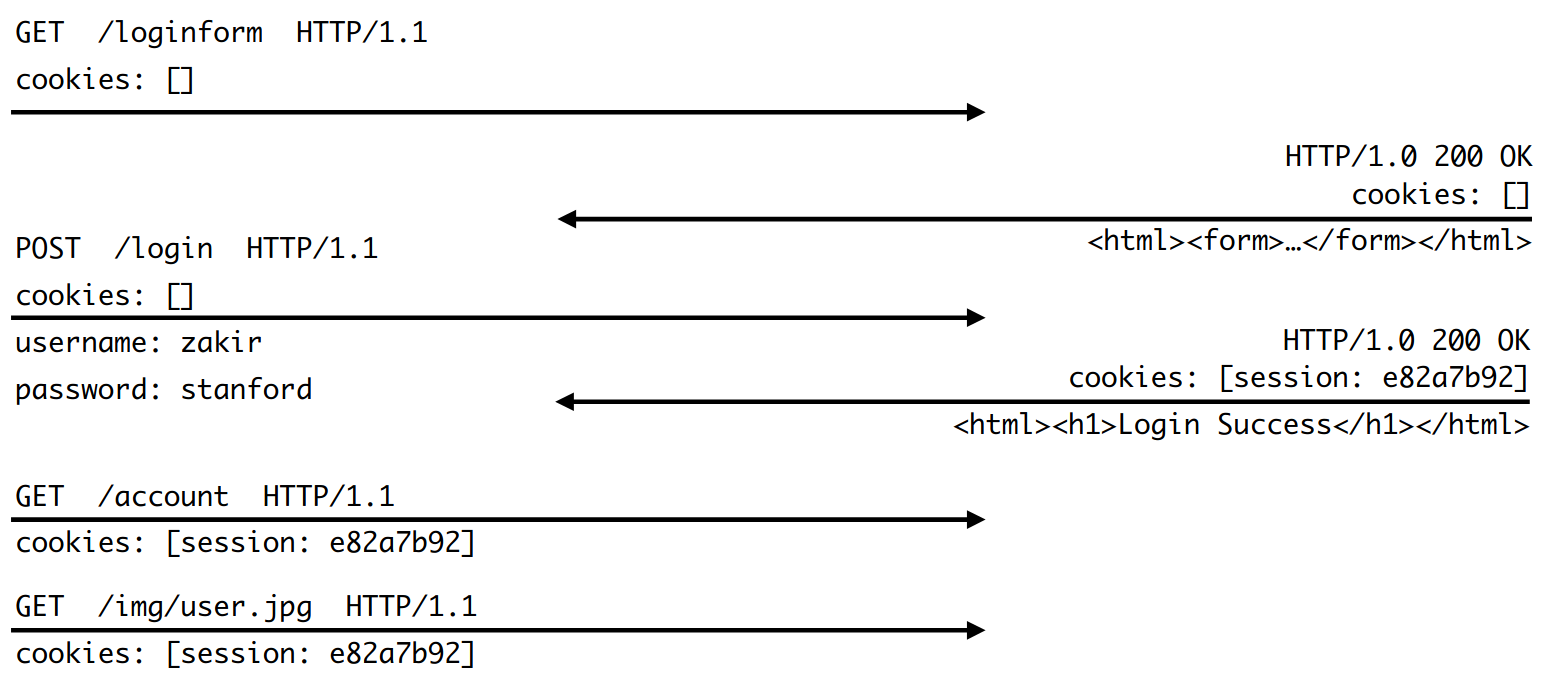 GET  /loginform  HTTP/1.1
cookies: []
HTTP/1.0 200 OK
cookies: []
<html><form>…</form></html>
POST  /login  HTTP/1.1
cookies: []
username: zakir
password: stanford
HTTP/1.0 200 OK
cookies: [session: e82a7b92]
<html><h1>Login Success</h1></html>
GET  /account  HTTP/1.1
cookies: [session: e82a7b92]
GET  /img/user.jpg  HTTP/1.1
cookies: [session: e82a7b92]